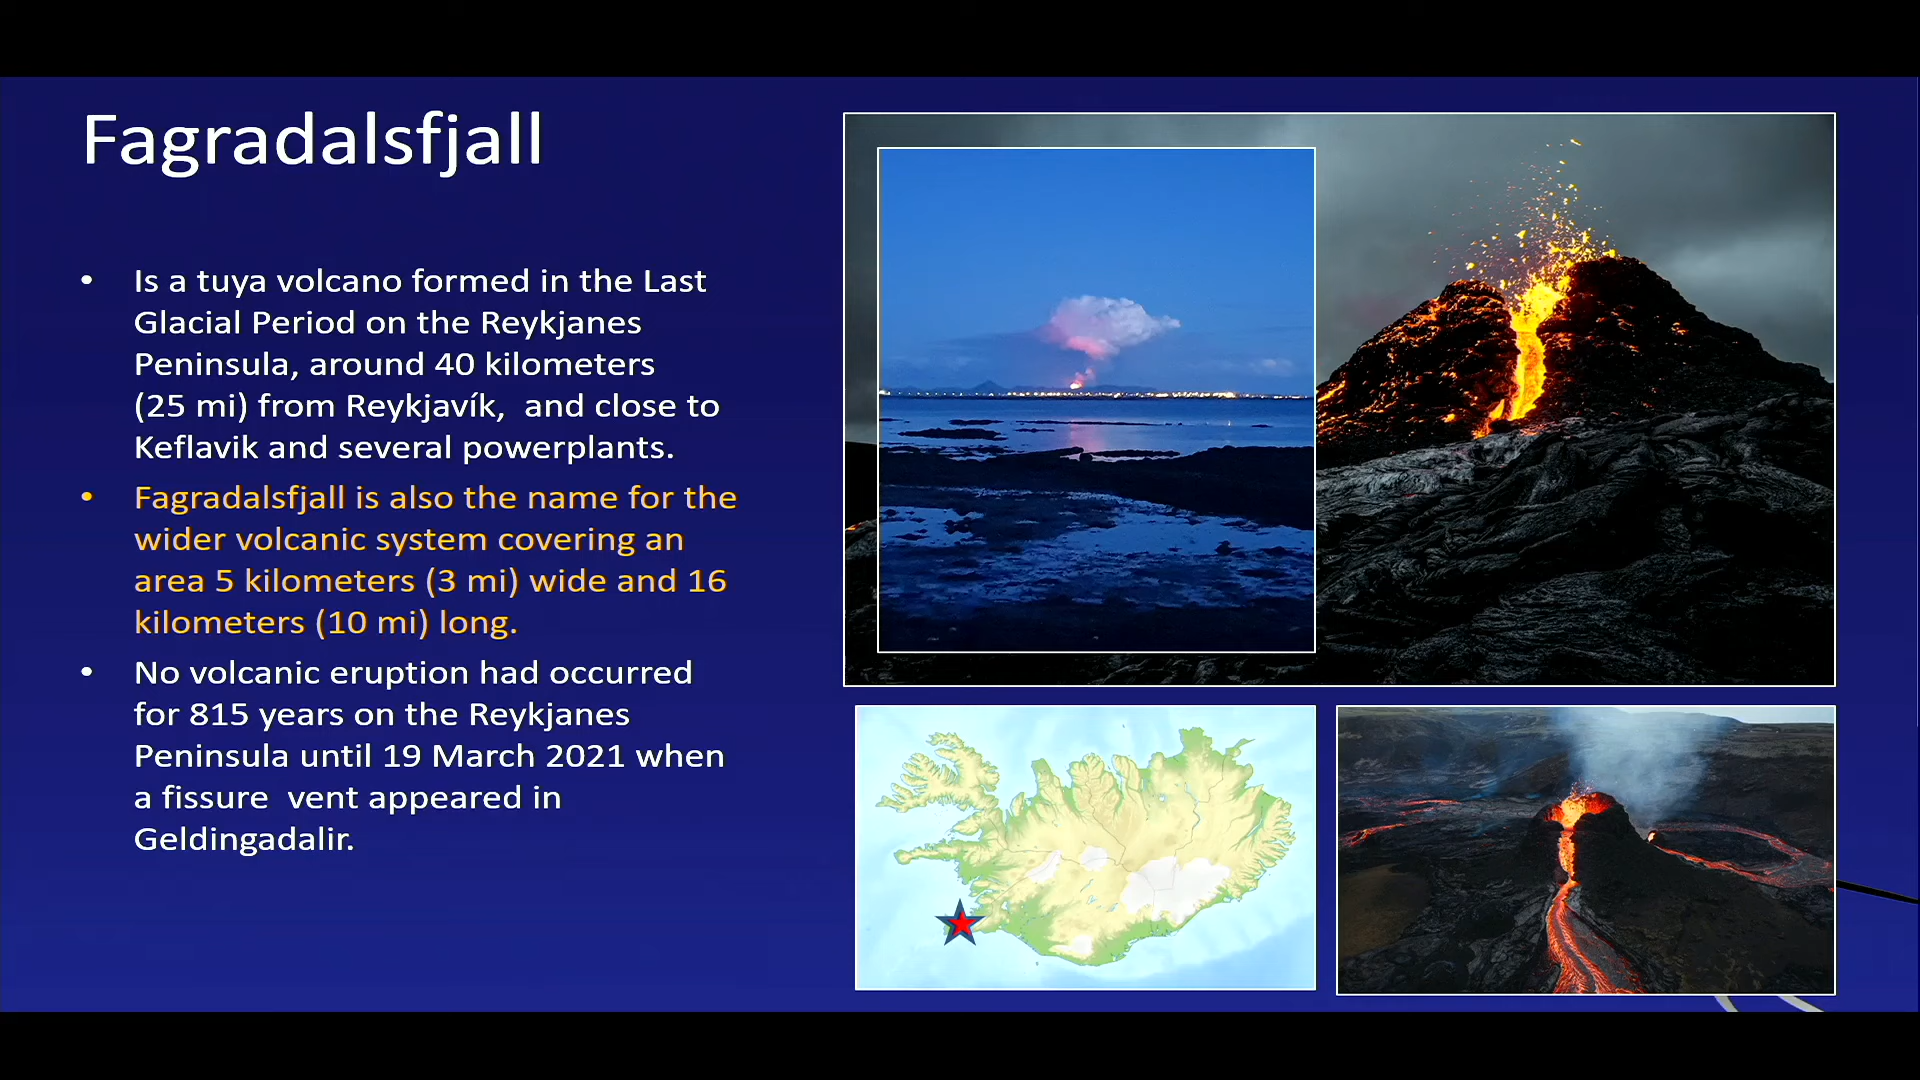 Fagradalsfjall
• Is a tuya volcano formed in the Last
Glacial Period on the Reykjanes
Peninsula, around 40 kilometers
(25 mi) from Reykjavík,  and close to
Keflavik and several powerplants.
• Fagradalsfjall is also the name for the
wider volcanic system covering an
area 5 kilometers (3 mi) wide and 16
kilometers (10 mi) long.
• No volcanic eruption had occurred
for 815 years on the Reykjanes
Peninsula until 19 March 2021 when
a fissure  vent appeared in
Geldingadalir.